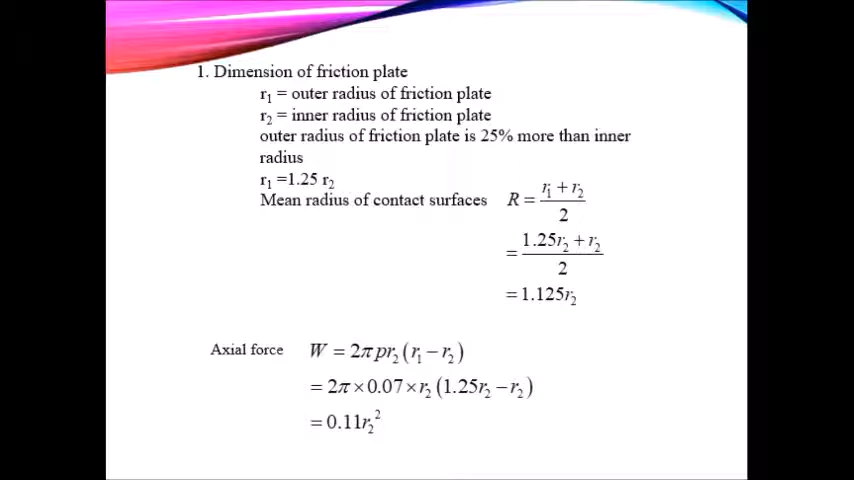 1. Dimension of friction plate
r₁ = outer radius of friction plate
r₂ = inner radius of friction plate
outer radius of friction plate is 25% more than inner
radius
r₁ =1.25 r₂
Mean radius of contact surfaces R = (r₁ + r₂)/2
= (1.25r₂ + r₂)/2
= 1.125r₂
Axial force W = 2π pr₂ (r₁ − r₂)
= 2π × 0.07 × r₂ (1.25r₂ − r₂)
= 0.11r₂²